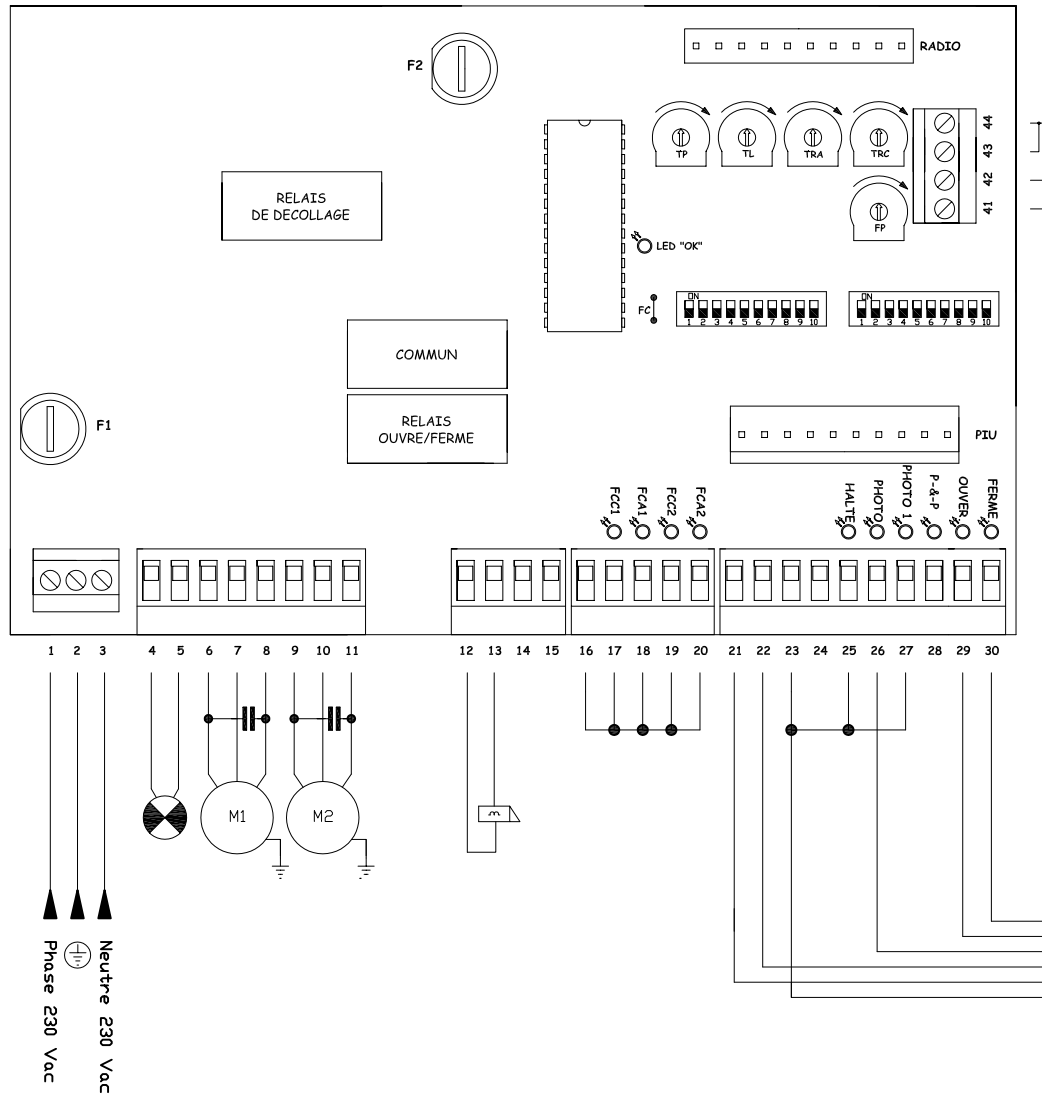 F2
RADIO
44
43
42
41
TP
TL
TRA
TRC
FP
RELAIS
DE DECOLLAGE
LED "OK"
FC
ON
1 2 3 4 5 6 7 8 9 10
ON
1 2 3 4 5 6 7 8 9 10
COMMUN
RELAIS
OUVRE/FERME
F1
PIU
FCC1
FCA1
FCC2
FCA2
HALTE
PHOTO
PHOTO 1
P-&-P
OUVER.
FERME
1 2 3 4 5 6 7 8 9 10 11 12 13 14 15 16 17 18 19 20 21 22 23 24 25 26 27 28 29 30
M1
M2
Phase 230 Vac
Neutre 230 Vac